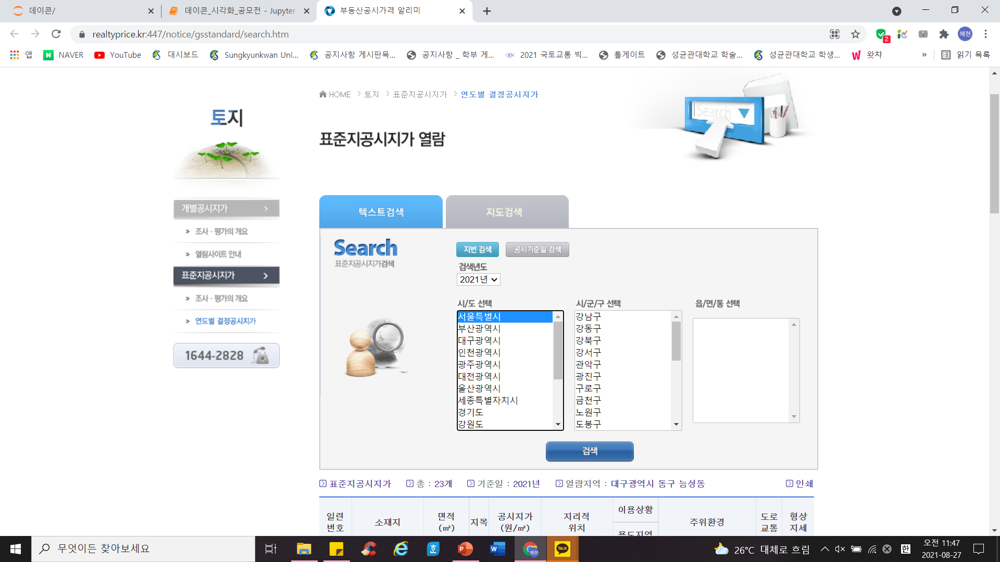 데이콘/
데이콘_시각화_공모전 - Jupyter
부동산공시가격 알리미
realtyprice.kr:447/notice/gsstandard/search.htm
2
혜현
앱
NAVER
YouTube
대시보드
Sungkyunkwan Uni...
공지사항 게시판목...
공지사항 _ 학부 게...
2021 국토교통 빅...
톨게이트
성균관대학교 학술...
성균관대학교 학생...
왓챠
»
읽기 목록
HOME > 토지 > 표준지공시지가 > 연도별 결정공시지가
토지
표준지공시지가 열람
Search
텍스트검색
지도검색
개별공시지가
조사 · 평가의 개요
열람사이트 안내
표준지공시지가
조사 · 평가의 개요
연도별 결정공시지가
1644-2828
Search
표준지공시지가검색
지번 검색
공시기준일 검색
검색년도
2021년
시/도 선택
서울특별시
부산광역시
대구광역시
인천광역시
광주광역시
대전광역시
울산광역시
세종특별자치시
경기도
강원도
시/군/구 선택
강남구
강동구
강북구
강서구
관악구
광진구
구로구
금천구
노원구
도봉구
읍/면/동 선택
검색
표준지공시지가
총 : 23개
기준일 : 2021년
열람지역 : 대구광역시 동구 능성동
인쇄
일련
번호
소재지
면적
(㎡)
지목
공시지가
(원/㎡)
지리적
위치
이용상황
용도지역
주위환경
도로
교통
형상
지세
무엇이든 찾아보세요
호
P
W
혜현
TALK
26°C 대체로 흐림
한
오전 11:47
2021-08-27